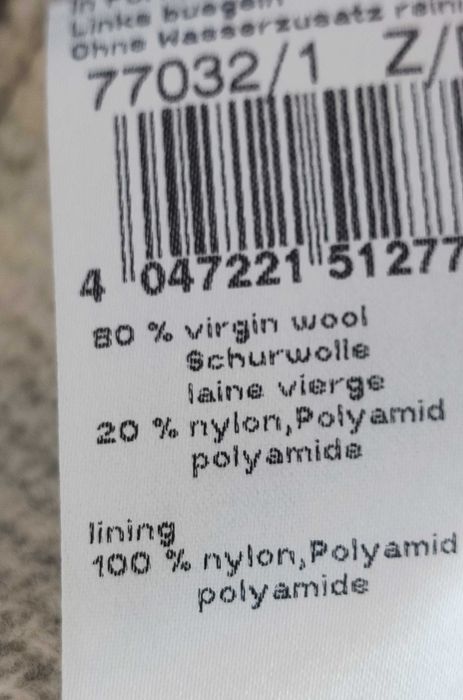 Links buegeln
Ohne Wasserzusatz reini
77032/1 Z/
4 047221 51277
80 % virgin wool
Schurwolle
laine vierge
20 % nylon,Polyamid
polyamide
lining
100 % nylon,Polyamid
polyamide